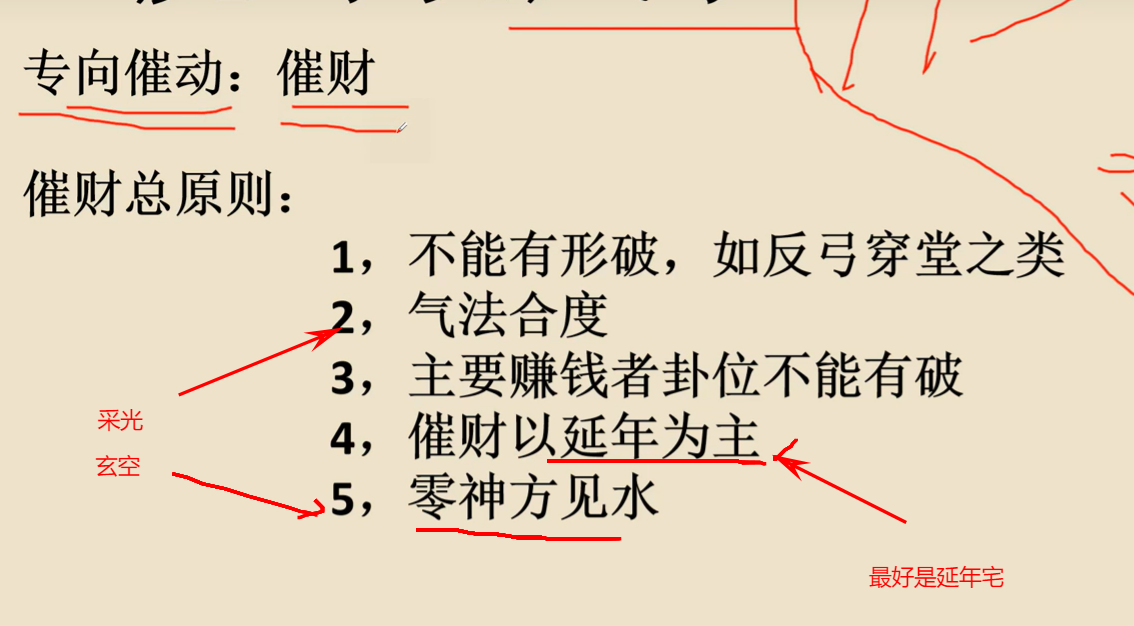 专向催动：催财
催财总原则：
1，不能有形破，如反弓穿堂之类
2，气法合度
3，主要赚钱者卦位不能有破
采光
4，催财以延年为主
玄空
5，零神方见水
最好是延年宅